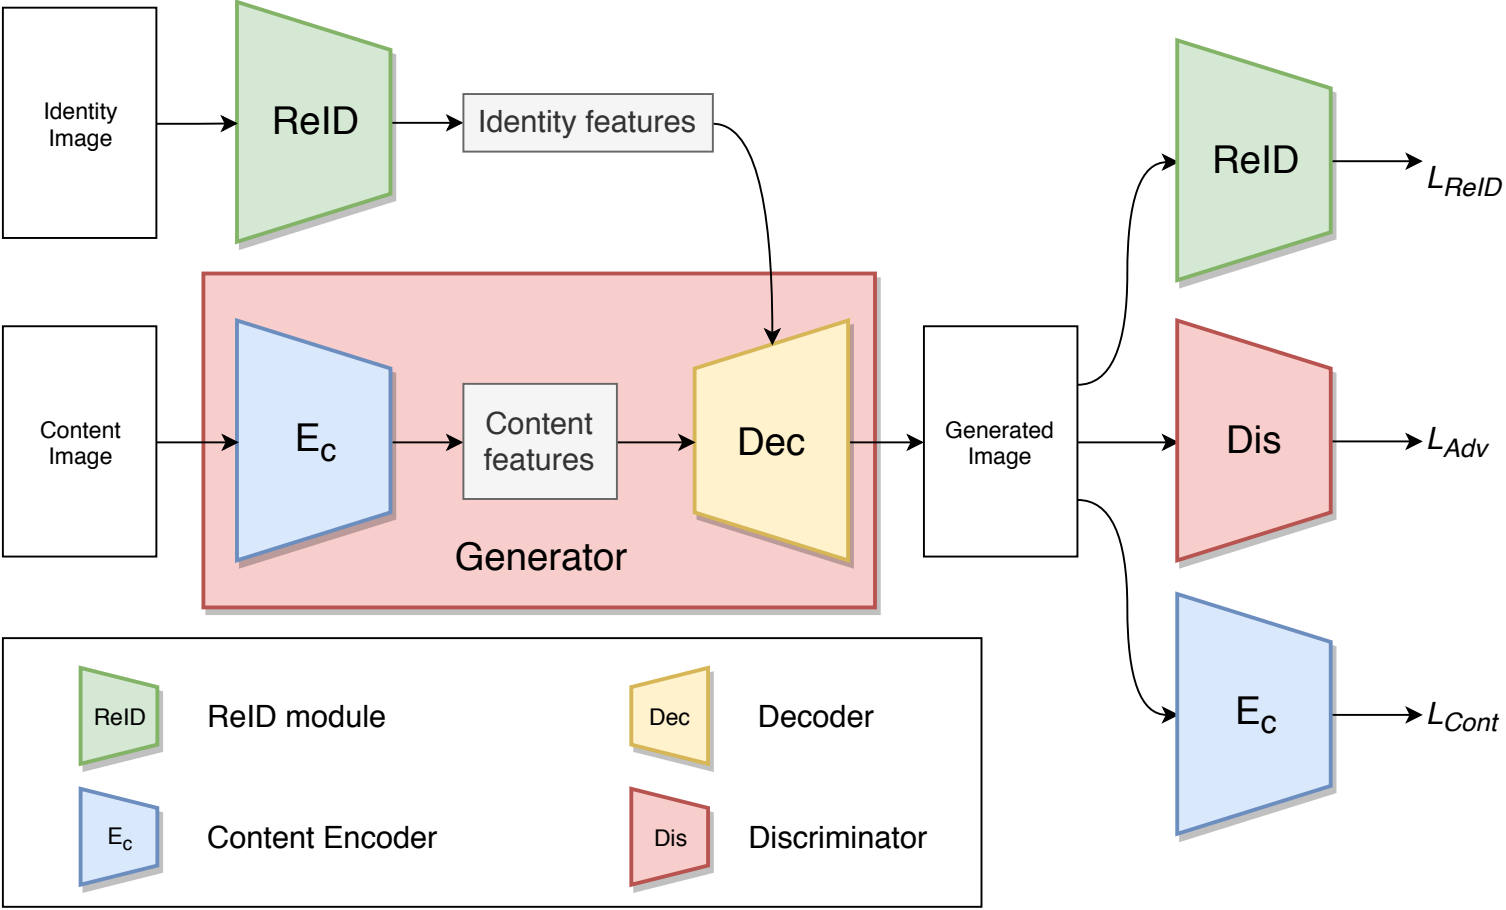 Identity
Image
ReID
Identity features
ReID
L_ReID
Content
Image
E_c
Content
features
Dec
Generator
Generated
Image
Dis
L_Adv
E_c
L_Cont
ReID
ReID module
Dec
Decoder
E_c
Content Encoder
Dis
Discriminator